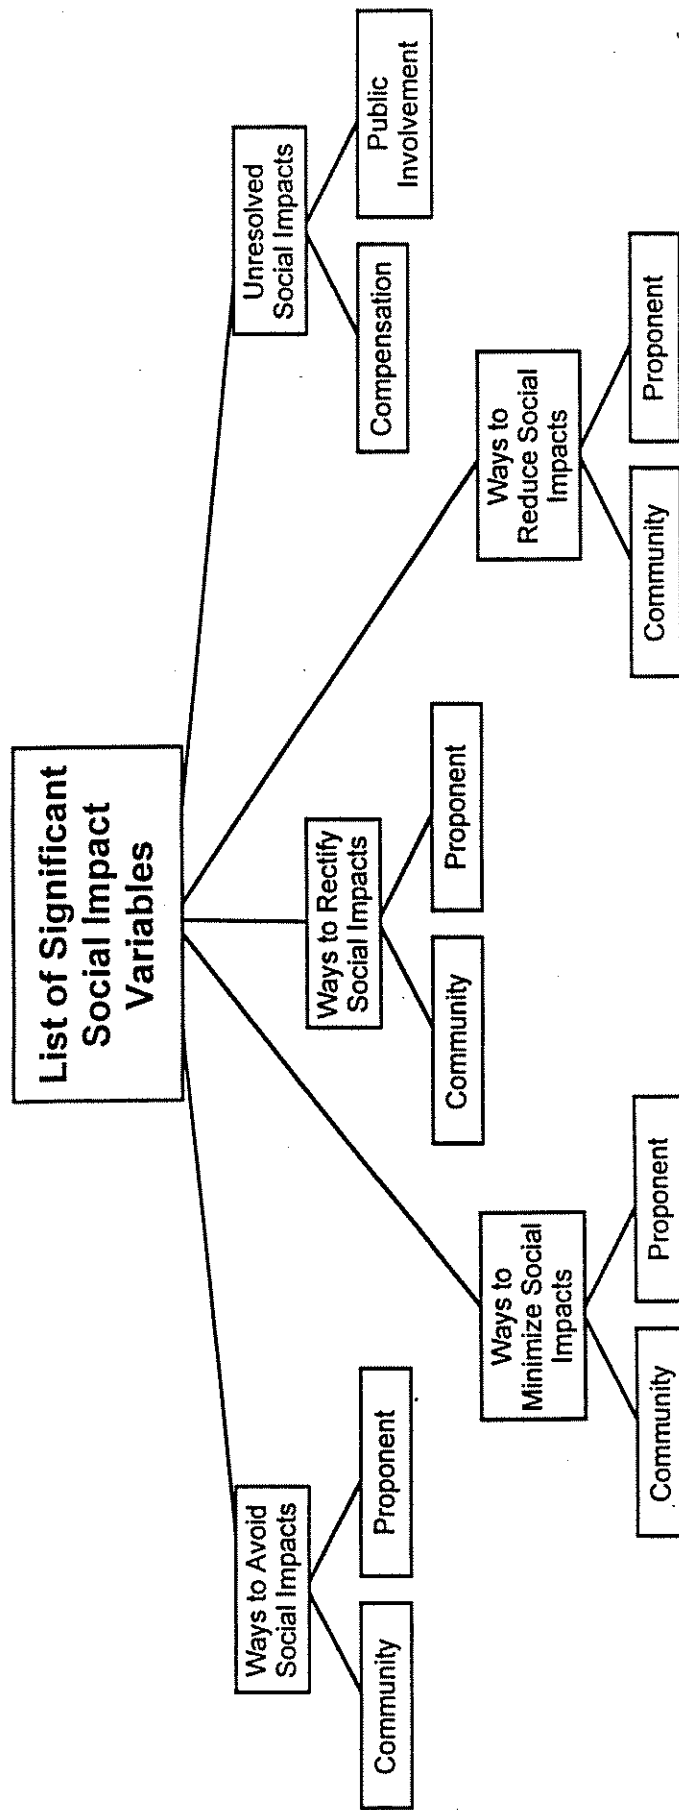 List of Significant
Social Impact
Variables
Ways to Avoid
Social Impacts
Community
Proponent
Ways to
Minimize Social
Impacts
Community
Proponent
Ways to Rectify
Social Impacts
Community
Proponent
Ways to
Reduce Social
Impacts
Community
Proponent
Unresolved
Social Impacts
Compensation
Public
Involvement